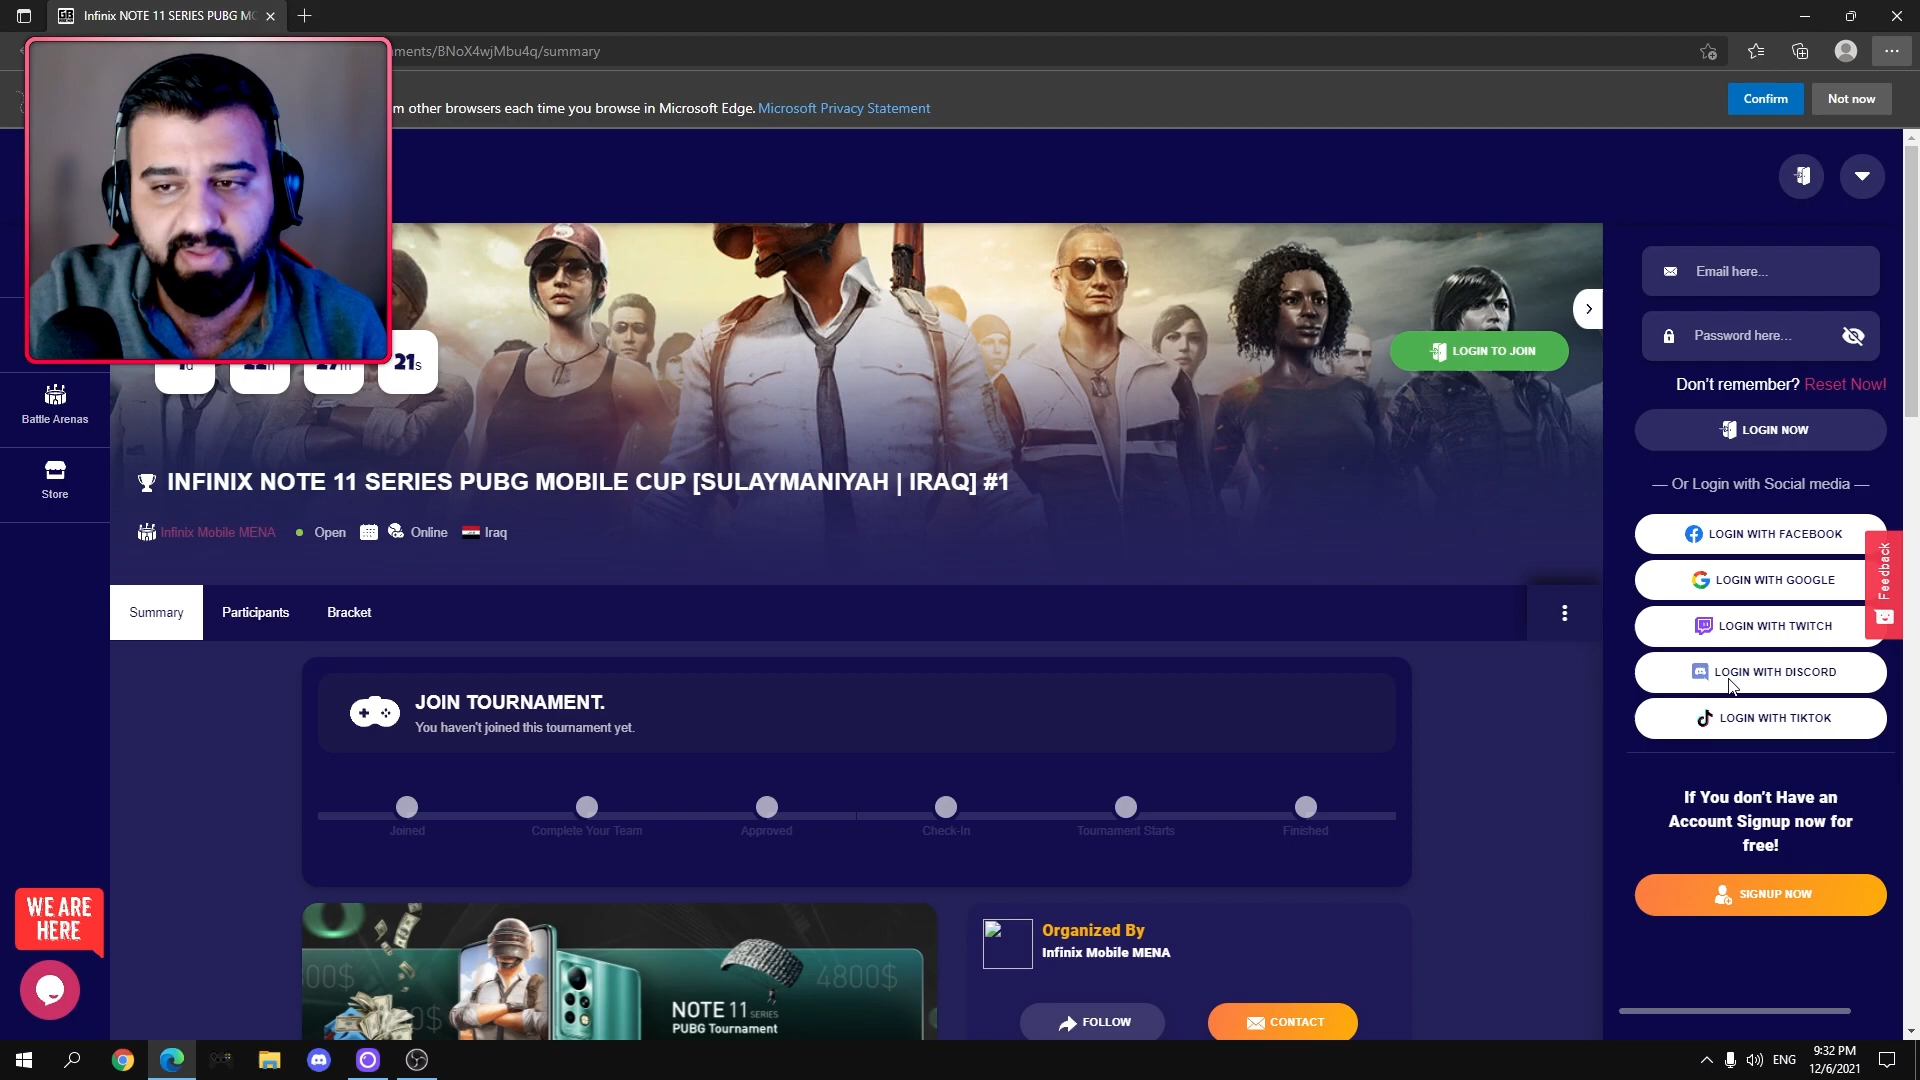 Infinix NOTE 11 SERIES PUBG MO
ments/BNoX4wjMbu4q/summary
m other browsers each time you browse in Microsoft Edge. Microsoft Privacy Statement
Confirm
Not now
Email here...
Password here...
Don't remember? Reset Now!
LOGIN NOW
— Or Login with Social media —
LOGIN WITH FACEBOOK
LOGIN WITH GOOGLE
LOGIN WITH TWITCH
LOGIN WITH DISCORD
LOGIN WITH TIKTOK
If You don't Have an
Account Signup now for
free!
SIGNUP NOW
Feedback
LOGIN TO JOIN
21s
Battle Arenas
Store
INFINIX NOTE 11 SERIES PUBG MOBILE CUP [SULAYMANIYAH | IRAQ] #1
Infinix Mobile MENA
Open
Online
Iraq
Summary
Participants
Bracket
JOIN TOURNAMENT.
You haven't joined this tournament yet.
Joined
Complete Your Team
Approved
Check-In
Tournament Starts
Finished
4800$
NOTE 11 SERIES
PUBG Tournament
Organized By
Infinix Mobile MENA
FOLLOW
CONTACT
WE ARE
HERE
ENG
9:32 PM
12/6/2021